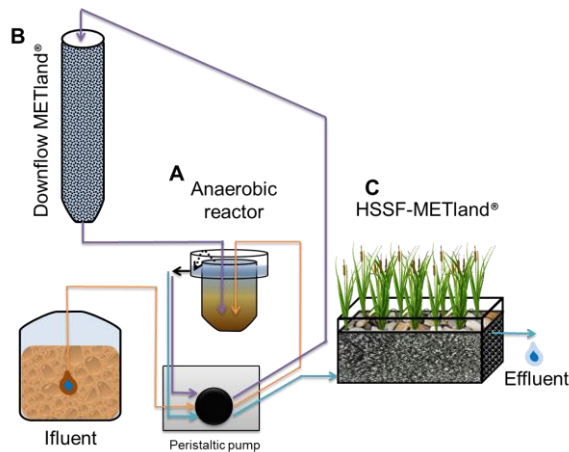 B
Downflow METland®
A
Anaerobic
reactor
C
HSSF-METland®
Ifluent
Peristaltic pump
Effluent